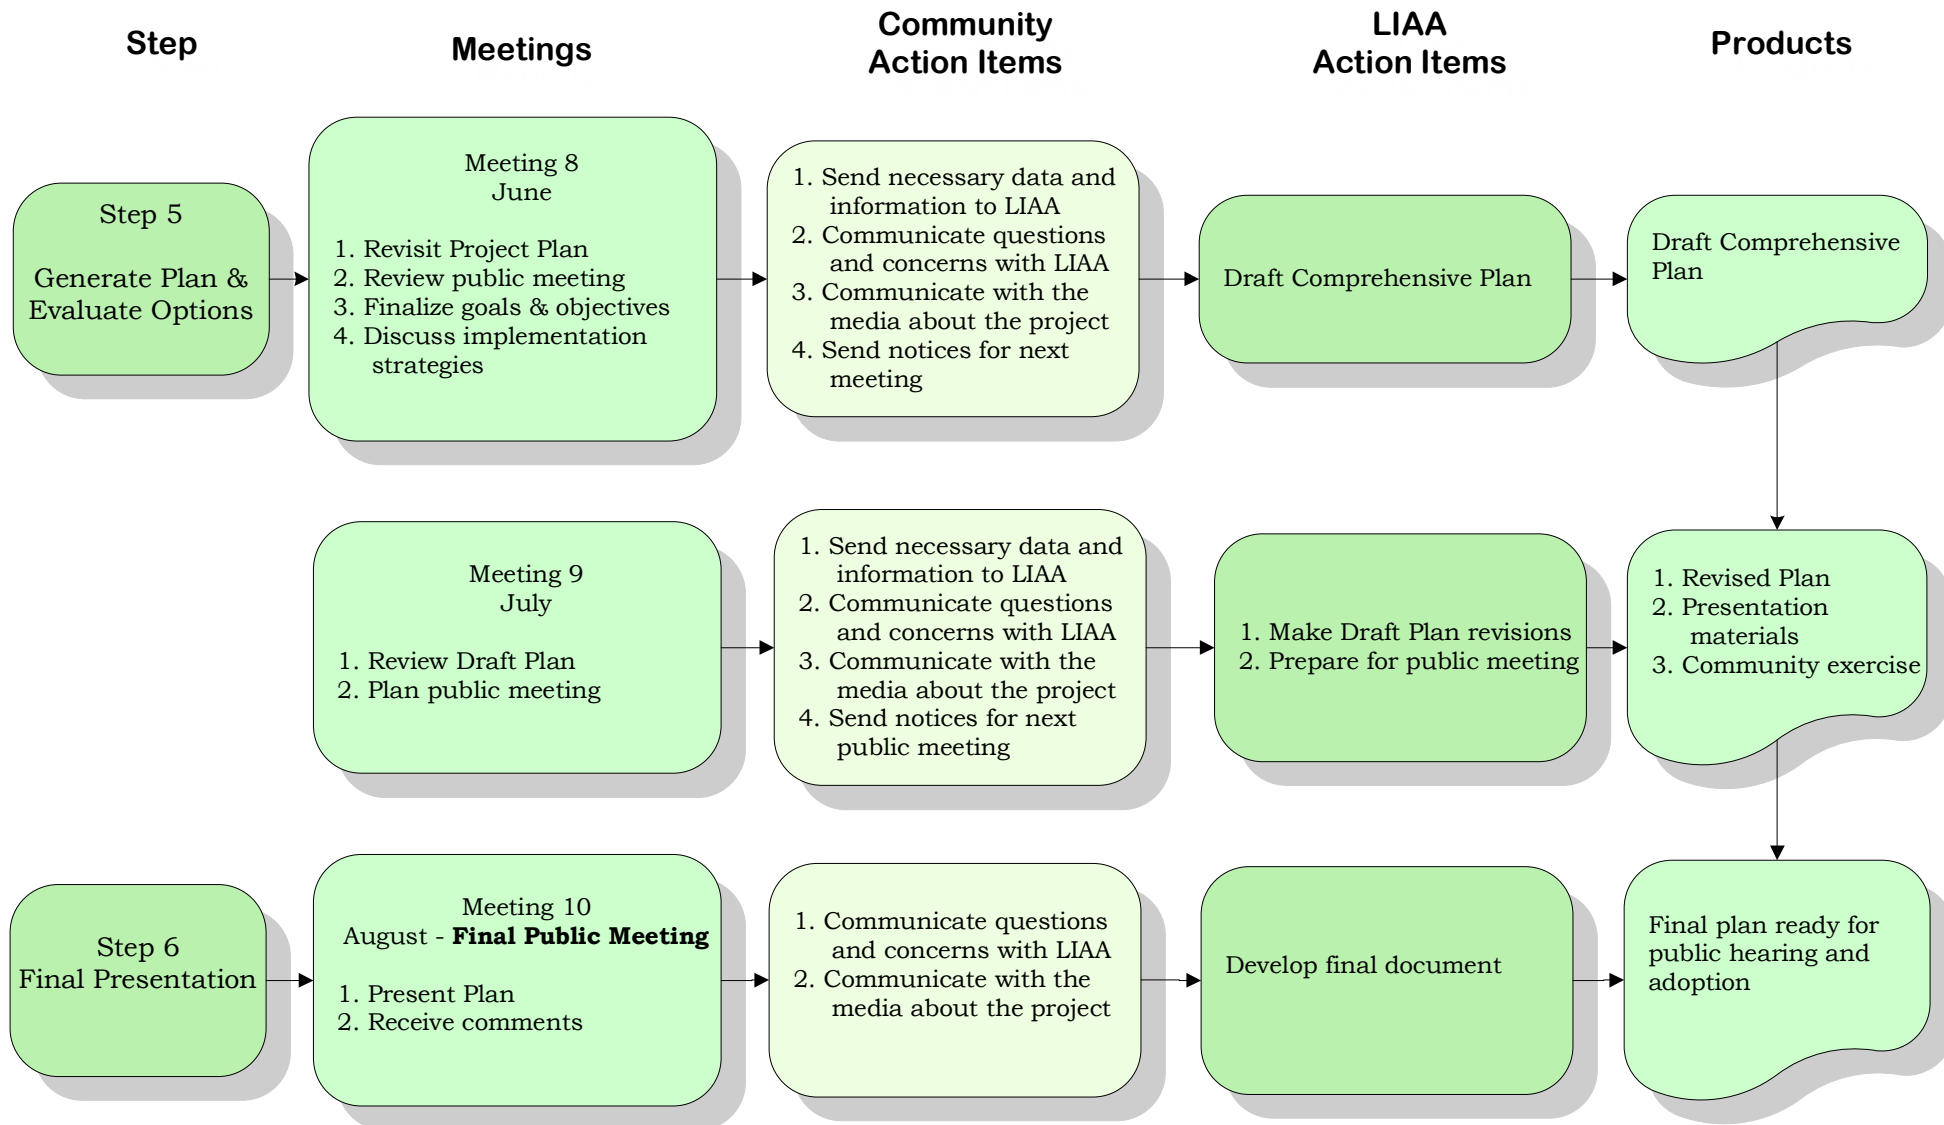 Step
Meetings
Community
Action Items
LIAA
Action Items
Products
Step 5
Generate Plan &
Evaluate Options
Meeting 8
June
1. Revisit Project Plan
2. Review public meeting
3. Finalize goals & objectives
4. Discuss implementation
strategies
1. Send necessary data and
information to LIAA
2. Communicate questions
and concerns with LIAA
3. Communicate with the
media about the project
4. Send notices for next
meeting
Draft Comprehensive Plan
Draft Comprehensive
Plan
Meeting 9
July
1. Review Draft Plan
2. Plan public meeting
1. Send necessary data and
information to LIAA
2. Communicate questions
and concerns with LIAA
3. Communicate with the
media about the project
4. Send notices for next
public meeting
1. Make Draft Plan revisions
2. Prepare for public meeting
1. Revised Plan
2. Presentation
materials
3. Community exercise
Step 6
Final Presentation
Meeting 10
August - Final Public Meeting
1. Present Plan
2. Receive comments
1. Communicate questions
and concerns with LIAA
2. Communicate with the
media about the project
Develop final document
Final plan ready for
public hearing and
adoption